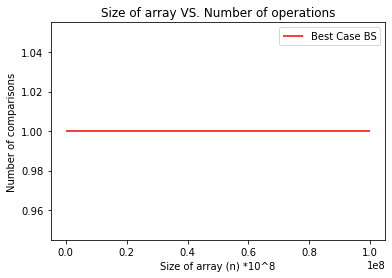 Size of array VS. Number of operations
Best Case BS
Number of comparisons
1.04
1.02
1.00
0.98
0.96
0.0
0.2
0.4
0.6
0.8
1.0
1e8
Size of array (n) *10^8